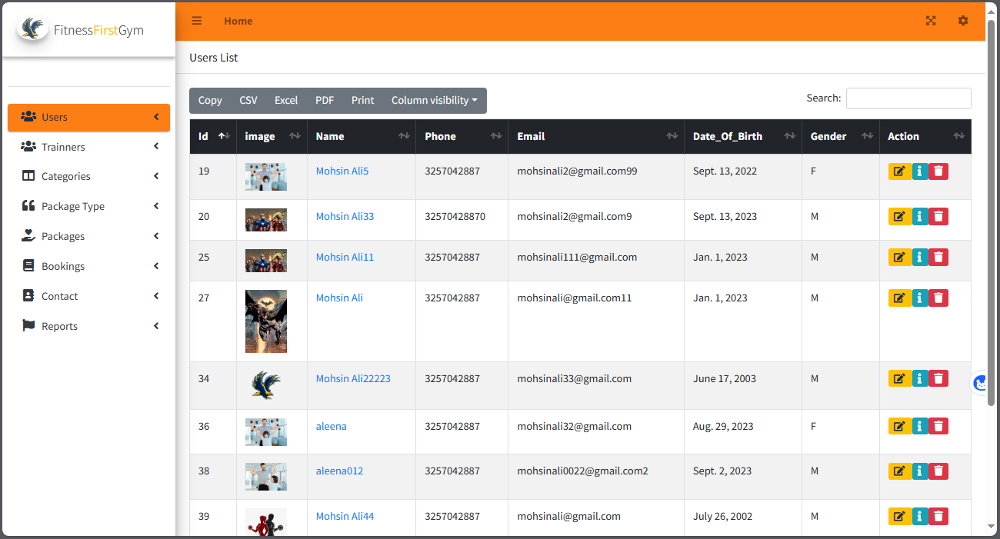 FitnessFirstGym
Home
Users List
Users
Trainners
Categories
Package Type
Packages
Bookings
Contact
Reports
Copy CSV Excel PDF Print Column visibility
Search:
Id image Name Phone Email Date_Of_Birth Gender Action
19 Mohsin Ali5 3257042887 mohsinali2@gmail.com99 Sept. 13, 2022 F
20 Mohsin Ali33 32570428870 mohsinali2@gmail.com9 Sept. 13, 2023 M
25 Mohsin Ali11 3257042887 mohsinali111@gmail.com Jan. 1, 2023 M
27 Mohsin Ali 3257042887 mohsinali@gmail.com11 Jan. 1, 2023 M
34 Mohsin Ali22223 3257042887 mohsinali33@gmail.com June 17, 2003 M
36 aleena 3257042887 mohsinali32@gmail.com Aug. 29, 2023 F
38 aleena012 3257042887 mohsinali0022@gmail.com2 Sept. 2, 2023 M
39 Mohsin Ali44 3257042887 mohsinali@gmail.com July 26, 2002 M